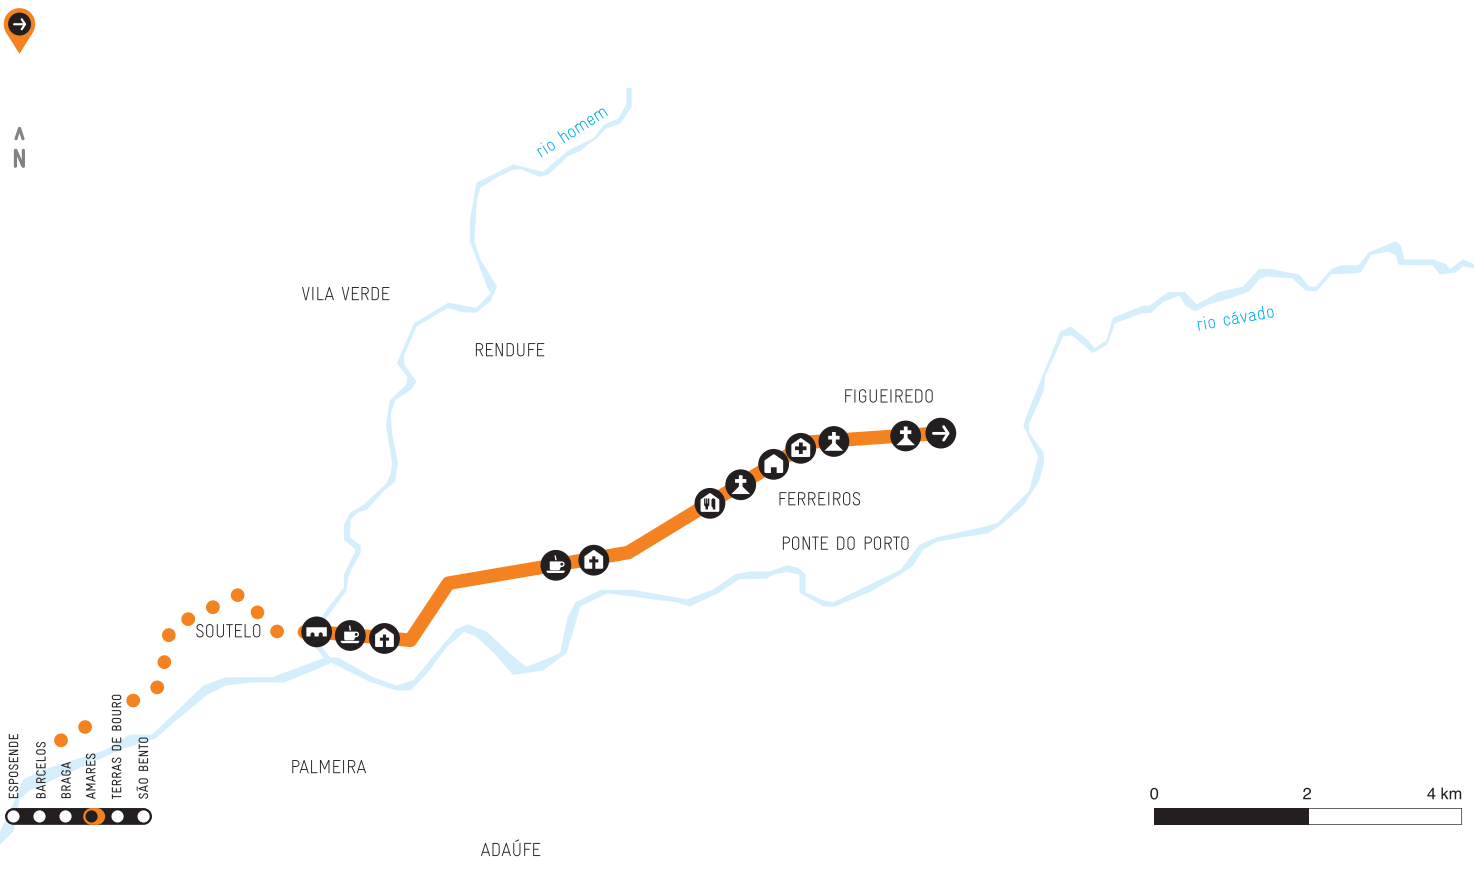 N
rio homem
VILA VERDE
rio cávado
RENDUFE
FIGUEIREDO
FERREIROS
PONTE DO PORTO
SOUTELO
PALMEIRA
ADAÚFE
ESPOSENDE
BARCELOS
BRAGA
AMARES
TERRAS DE BOURO
SÃO BENTO
0 2 4 km